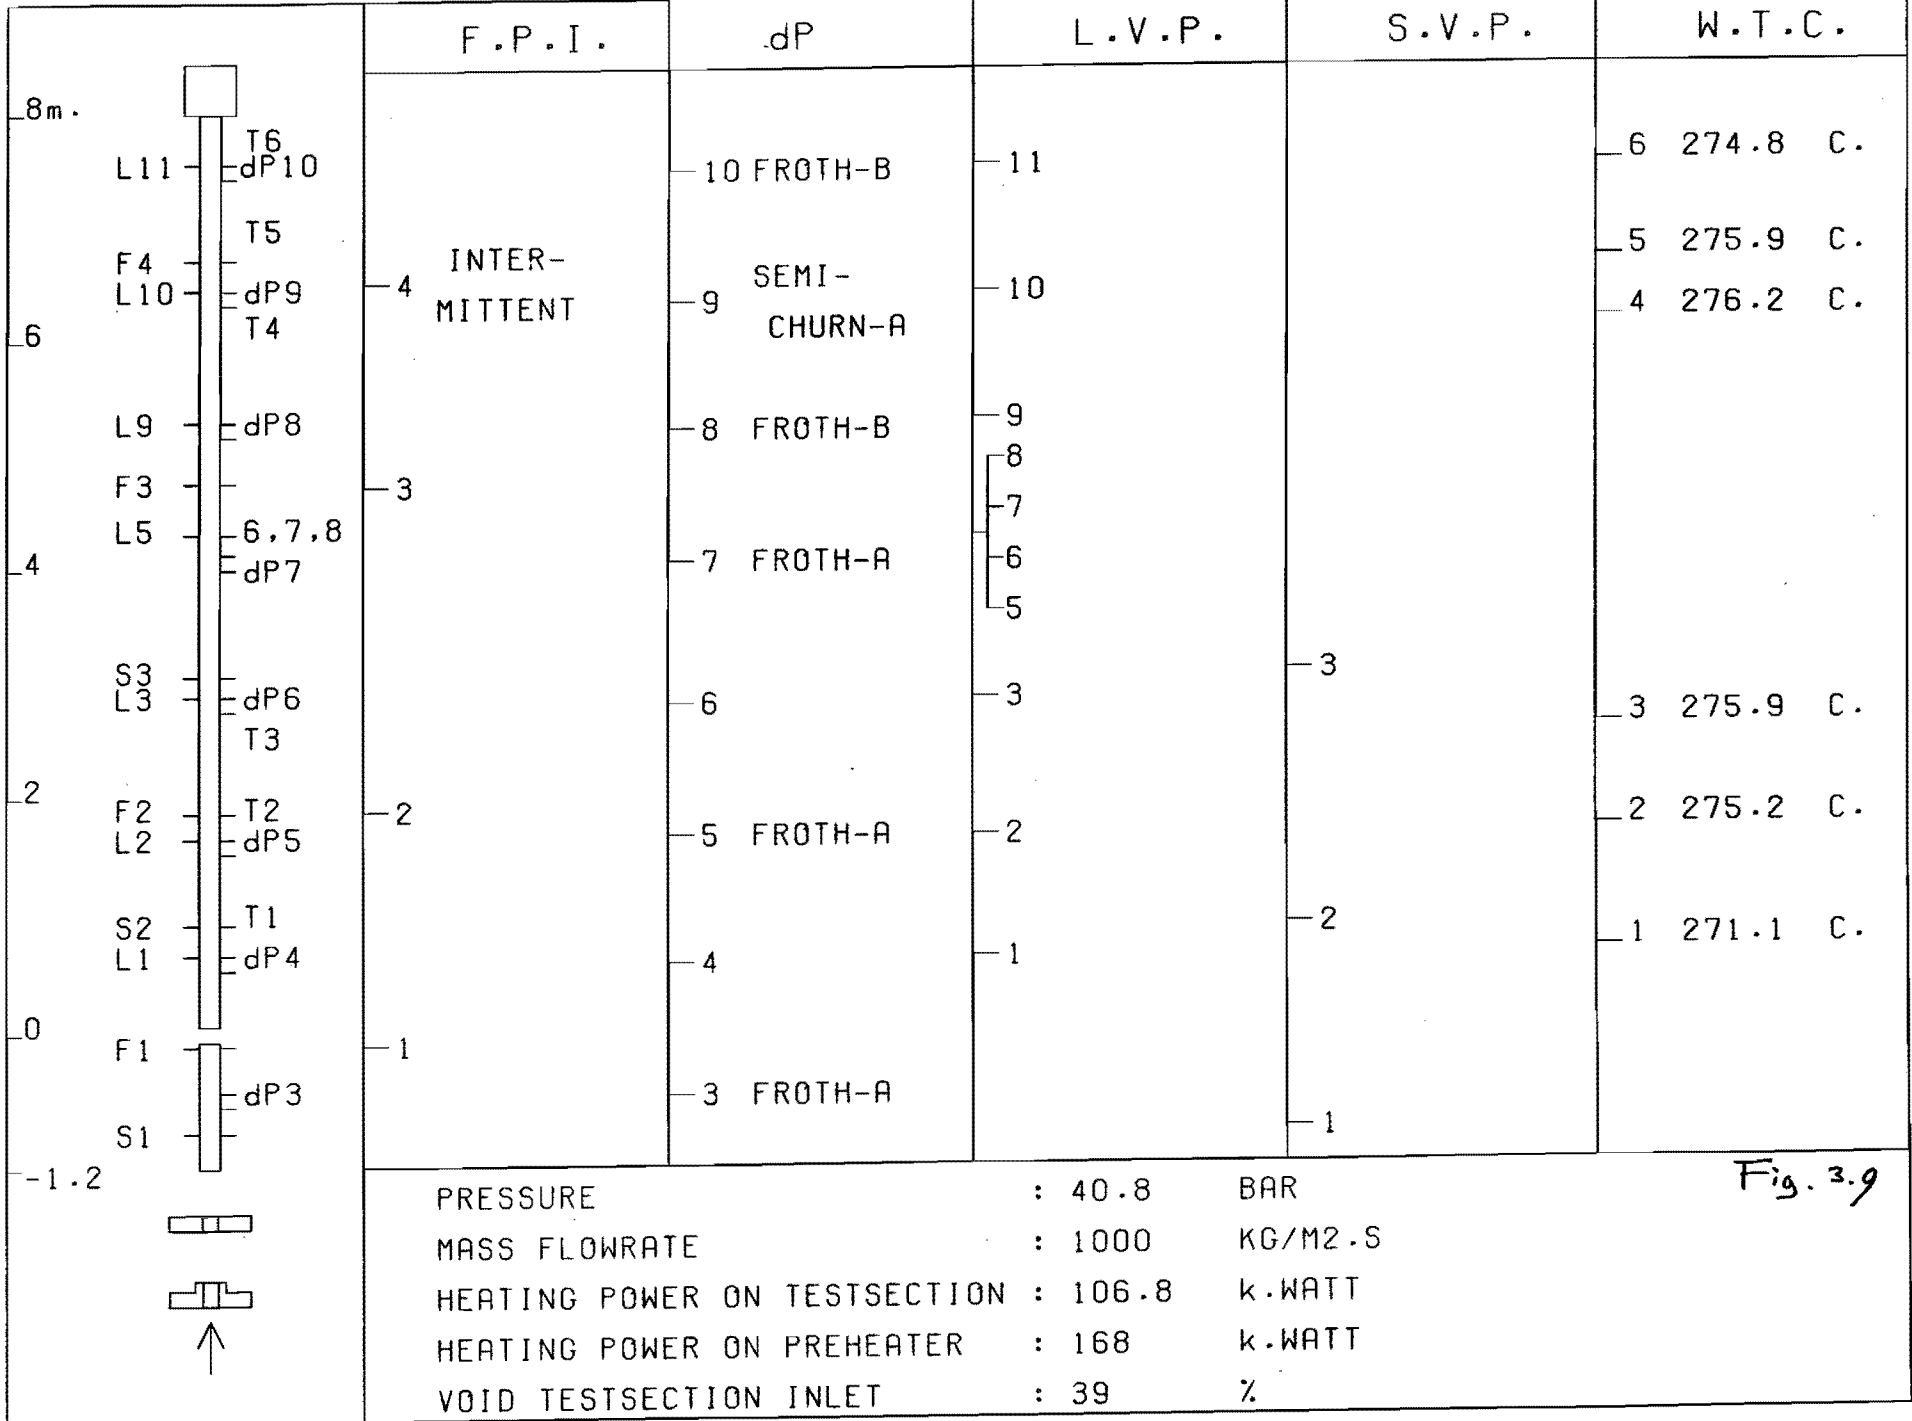 F.P.I. dP L.V.P. S.V.P. W.T.C.
8m.
T6
L11 dP10 10 FROTH-B 11 6 274.8 C.
T5 5 275.9 C.
F4 INTER-
L10 dP9 4 MITTENT 9 SEMI- 10 4 276.2 C.
T4 CHURN-A
6
L9 dP8 8 FROTH-B 9
8
F3 3
7
L5 6,7,8
4 dP7 7 FROTH-A 6
5
S3 3
L3 dP6 6 3 3 275.9 C.
T3
2
F2 T2 2 2 275.2 C.
L2 dP5 5 FROTH-A 2
S2 T1 2 1 271.1 C.
L1 dP4 4 1
0
F1 1
dP3 3 FROTH-A
S1 1
-1.2
Fig. 3.9
PRESSURE : 40.8 BAR
MASS FLOWRATE : 1000 KG/M2.S
HEATING POWER ON TESTSECTION : 106.8 k.WATT
HEATING POWER ON PREHEATER : 168 k.WATT
VOID TESTSECTION INLET : 39 %